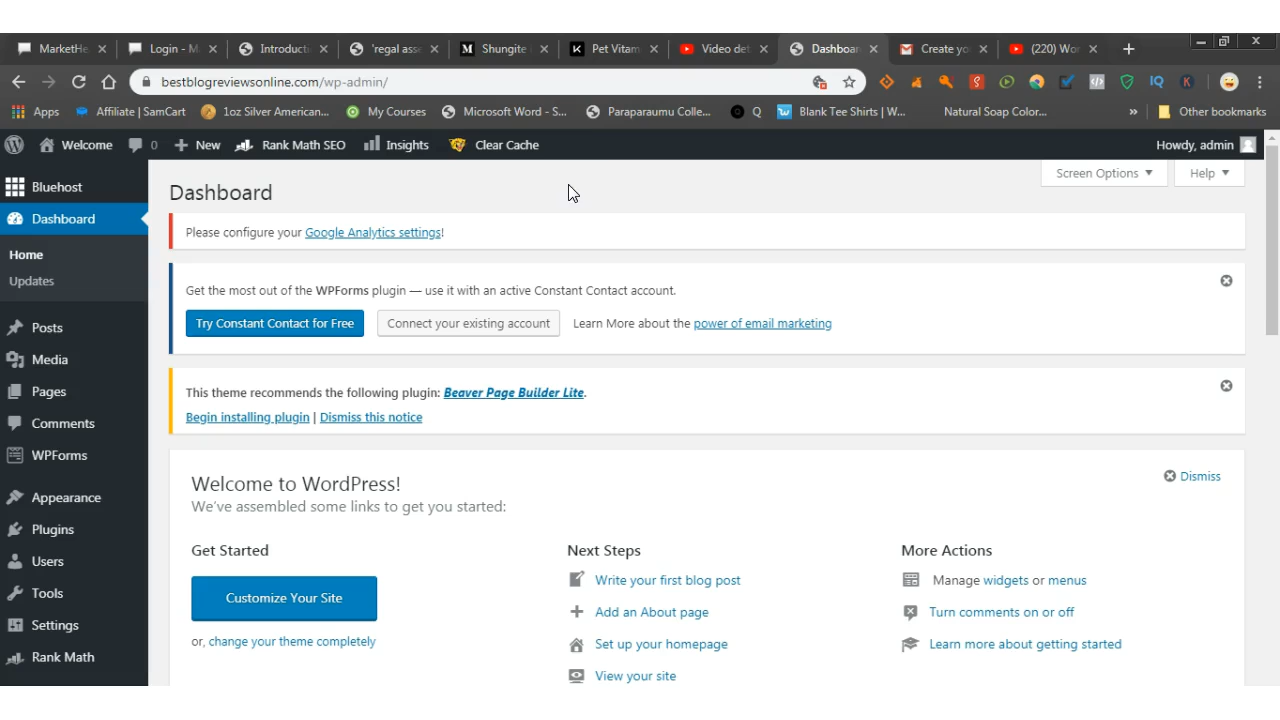 MarketHe
Login - M
Introducti
'regal asse
Shungite
Pet Vitam
Video det
Dashboar
Create yo
(220) Wor
bestblogreviewsonline.com/wp-admin/
Apps
Affiliate | SamCart
1oz Silver American...
My Courses
Microsoft Word - S...
Paraparaumu Colle...
Q
Blank Tee Shirts | W...
Natural Soap Color...
»
Other bookmarks
Welcome
0
New
Rank Math SEO
Insights
Clear Cache
Howdy, admin
Bluehost
Dashboard
Home
Updates
Posts
Media
Pages
Comments
WPForms
Appearance
Plugins
Users
Tools
Settings
Rank Math
Screen Options
Help
Dashboard
Please configure your Google Analytics settings!
Get the most out of the WPForms plugin — use it with an active Constant Contact account.
Try Constant Contact for Free
Connect your existing account
Learn More about the power of email marketing
This theme recommends the following plugin: Beaver Page Builder Lite.
Begin installing plugin | Dismiss this notice
Welcome to WordPress!
Dismiss
We've assembled some links to get you started:
Get Started
Customize Your Site
or, change your theme completely
Next Steps
Write your first blog post
Add an About page
Set up your homepage
View your site
More Actions
Manage widgets or menus
Turn comments on or off
Learn more about getting started